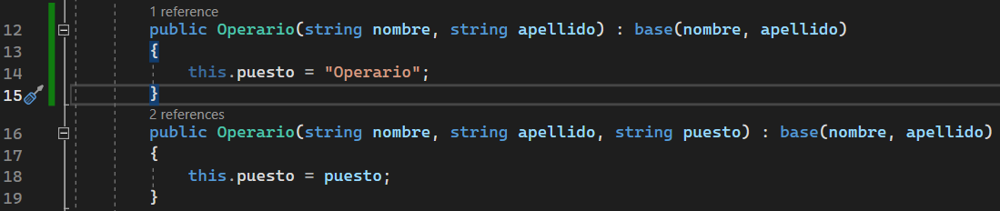 1 reference
12 public Operario(string nombre, string apellido) : base(nombre, apellido)
13 {
14 this.puesto = "Operario";
15 }
2 references
16 public Operario(string nombre, string apellido, string puesto) : base(nombre, apellido)
17 {
18 this.puesto = puesto;
19 }